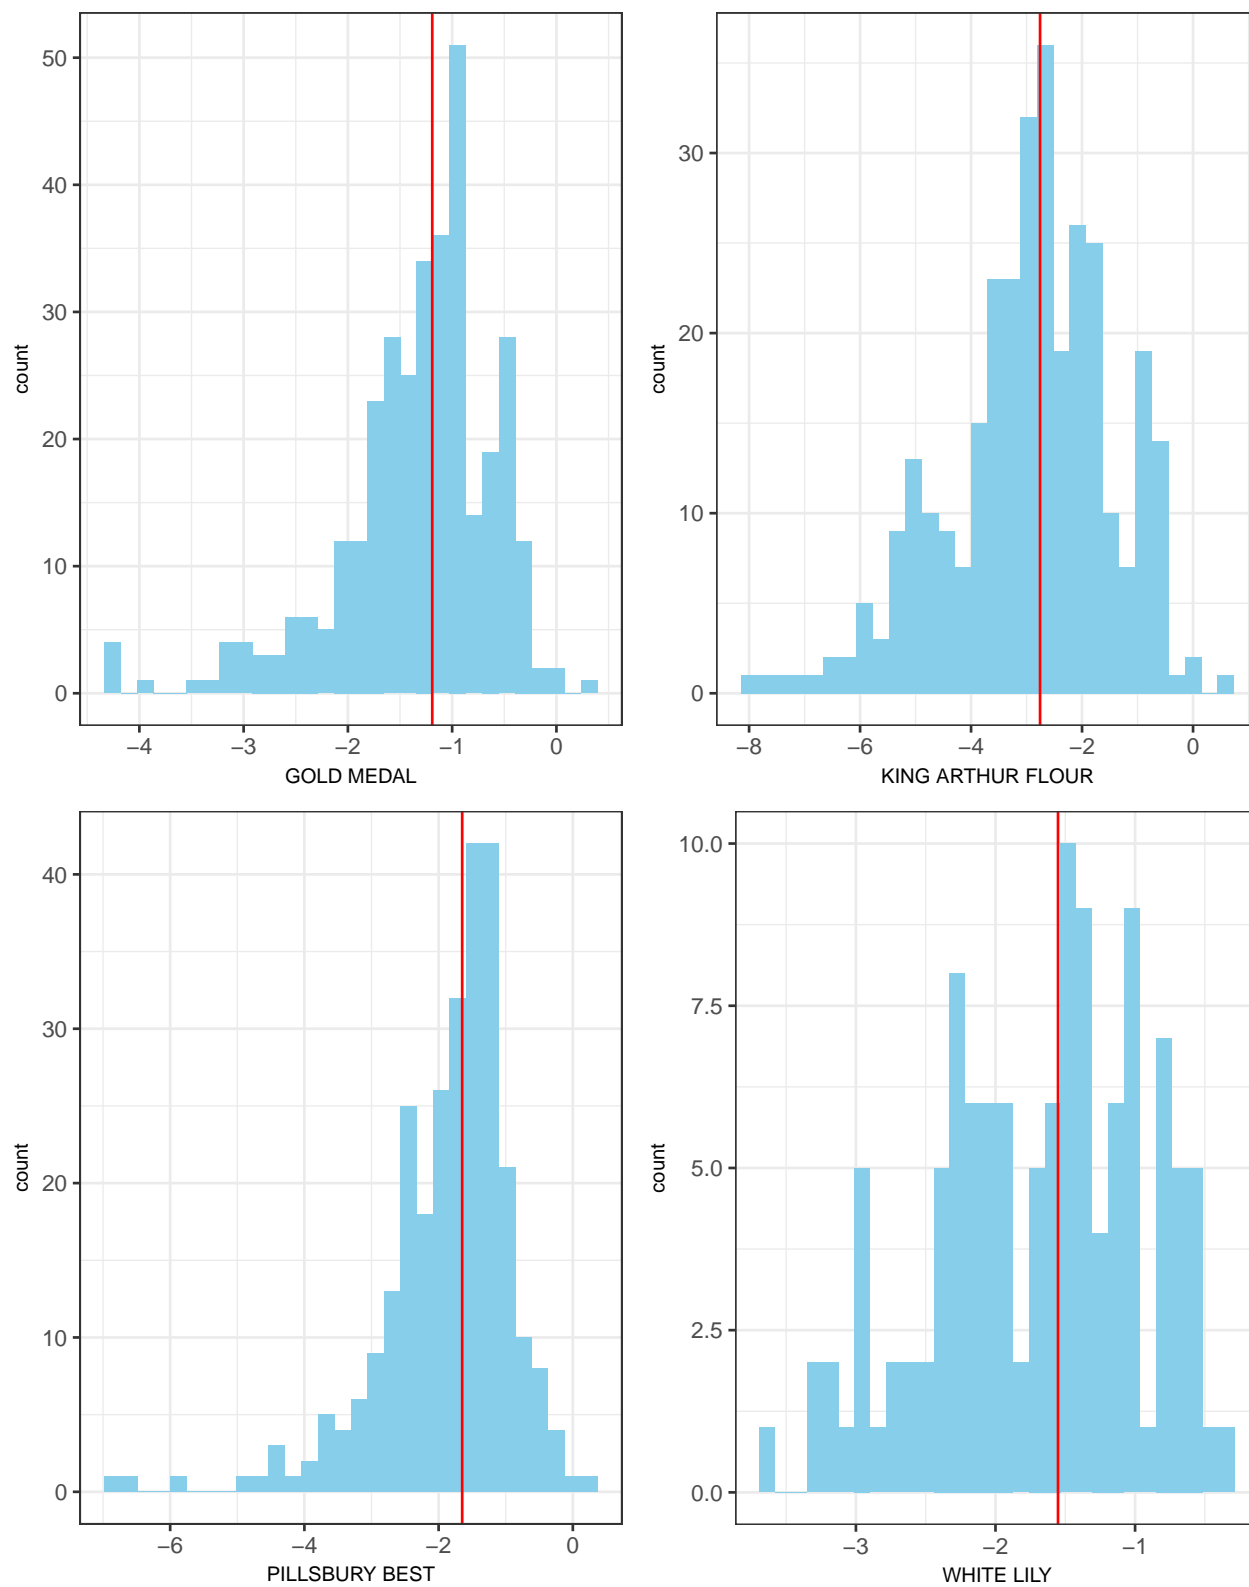 50
40
30
20
10
0
count
−4 −3 −2 −1 0
GOLD MEDAL
30
20
10
0
count
−8 −6 −4 −2 0
KING ARTHUR FLOUR
40
30
20
10
0
count
−6 −4 −2 0
PILLSBURY BEST
10.0
7.5
5.0
2.5
0.0
count
−3 −2 −1
WHITE LILY